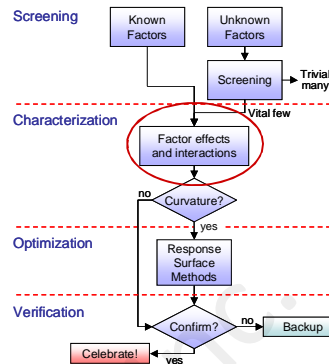 Screening
Known
Factors
Unknown
Factors
Screening
Trivial
many
Vital few
Characterization
Factor effects
and interactions
no
Curvature?
yes
Optimization
Response
Surface
Methods
Verification
Confirm?
no
Backup
Celebrate!
yes